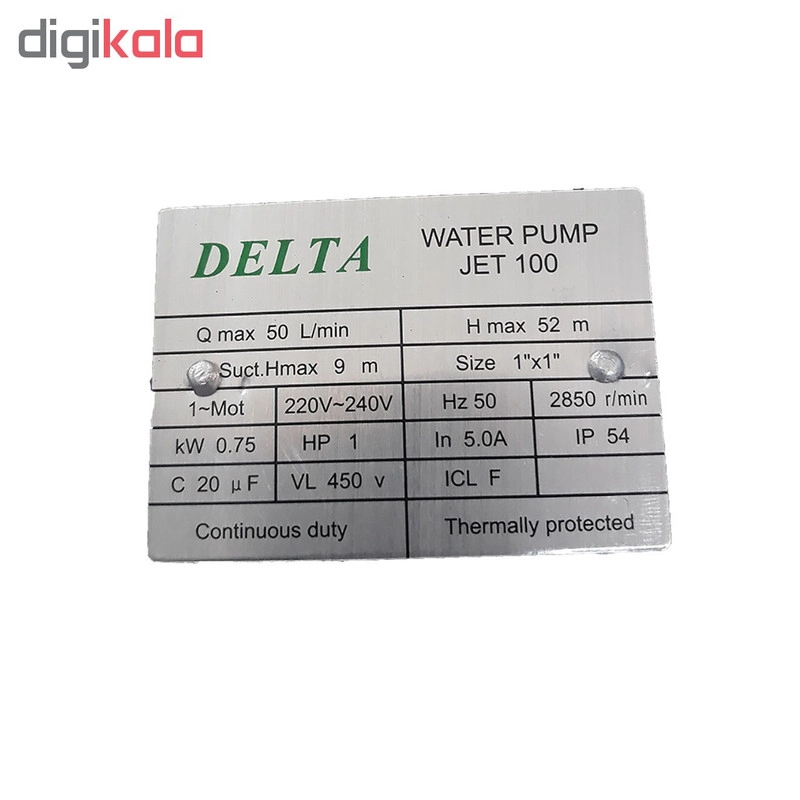 digikala
DELTA
WATER PUMP
JET 100
Q max 50 L/min
H max 52 m
Suct.Hmax 9 m
Size 1"x1"
1~Mot
220V~240V
Hz 50
2850 r/min
kW 0.75
HP 1
In 5.0A
IP 54
C 20 µF
VL 450 v
ICL F
Continuous duty
Thermally protected